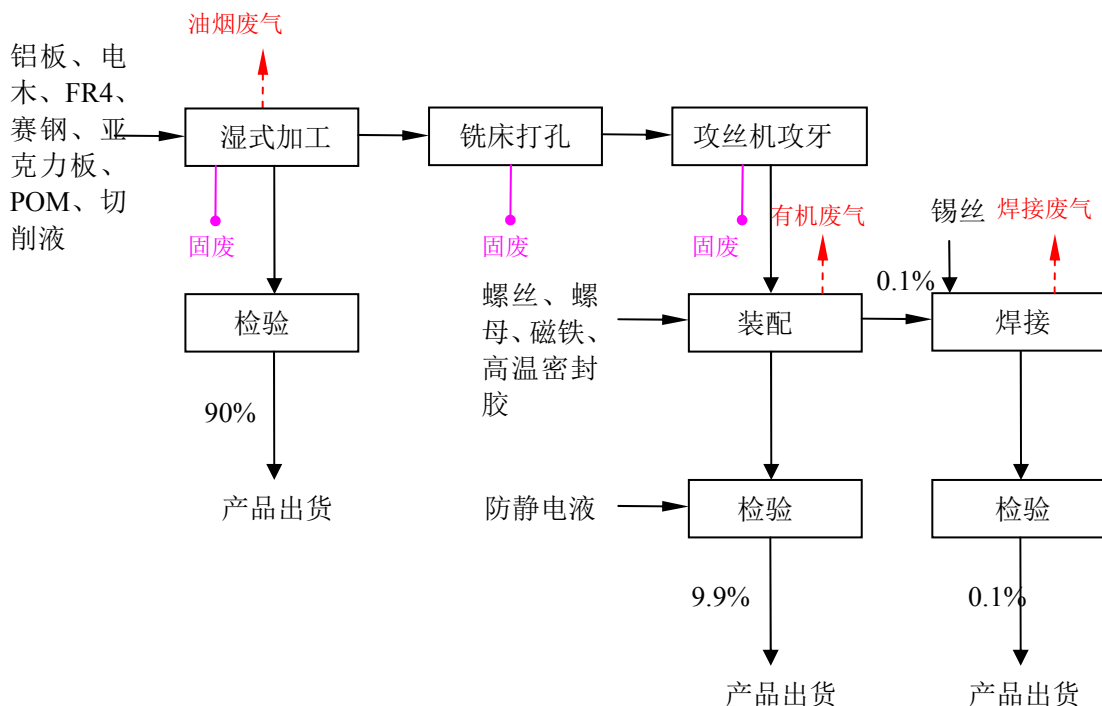 油烟废气
铝板、电
木、FR4、
赛钢、亚
克力板、
POM、切
削液
湿式加工
铣床打孔
攻丝机攻牙
固废
固废
固废
有机废气
锡丝
焊接废气
0.1%
检验
螺丝、螺
母、磁铁、
高温密封
胶
装配
焊接
90%
产品出货
防静电液
检验
检验
9.9%
0.1%
产品出货
产品出货